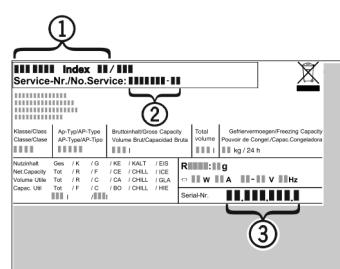 1
Index /
Service-Nr./No.Service: -
2
Klasse/Class
Classe/Clase
Ap-Typ/AP-Type
AP-Type/AP-Tipo
Bruttoinhalt/Gross Capacity
Volume Brut/Capacidad Bruta
l
Total
volume
l
Gefriervermoegen/Freezing Capacity
Pouvoir de Congel./Capac.Congeladora
kg / 24 h
Nutzinhalt Ges / K / G / KE / KALT / EIS
Net.Capacity Tot / R / F / CE / CHILL / ICE
Volume Utile Tot / R / C / CA / CHILL / GLA
Capac. Util Tot / F / C / BO / CHILL / HIE
l / l
R : g
W A - V Hz
Serial-Nr. . . .
3